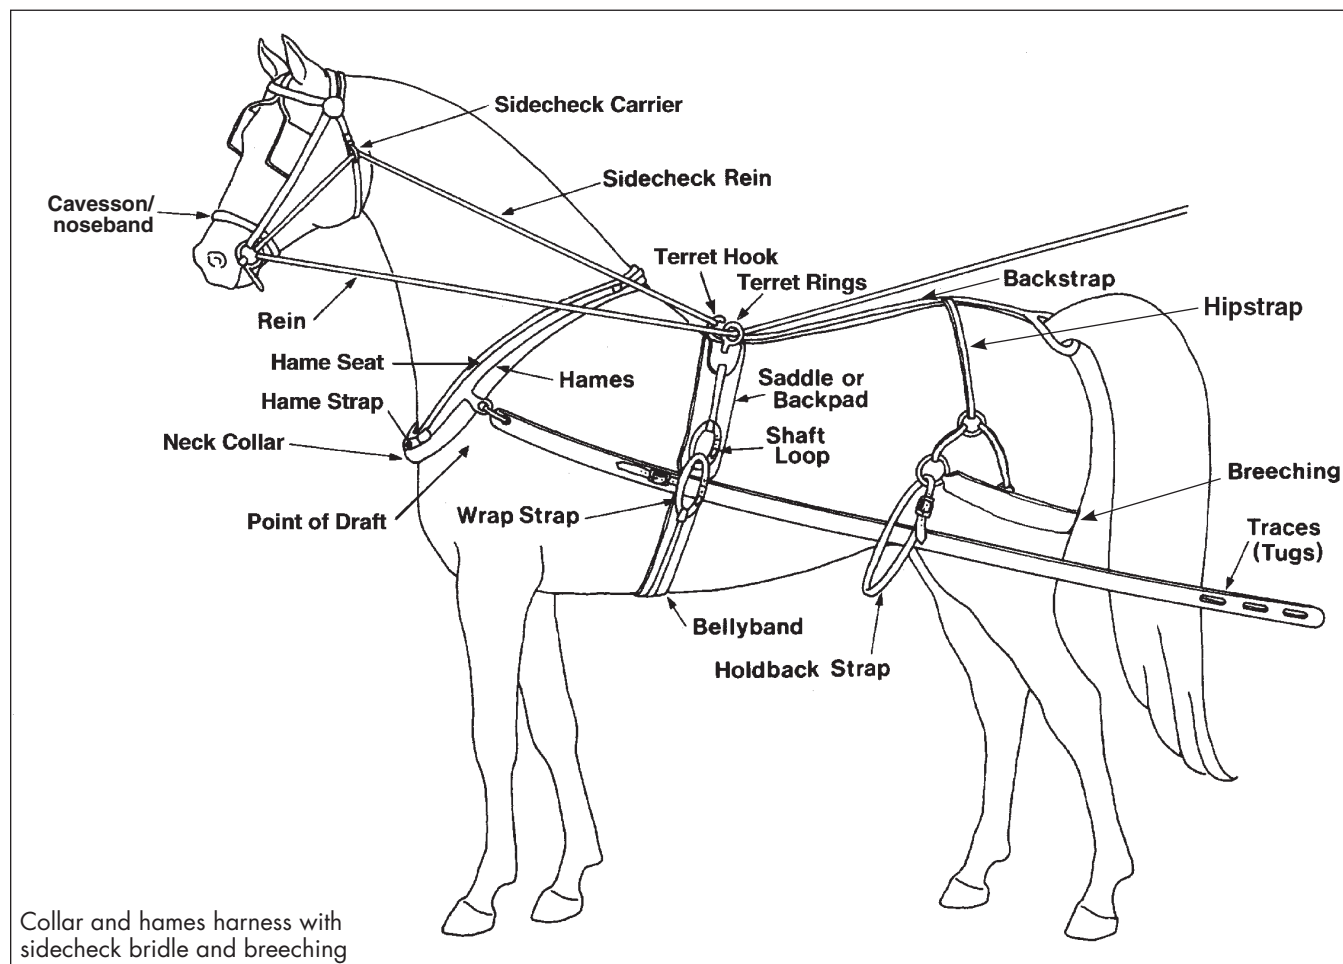 Sidecheck Carrier
Sidecheck Rein
Cavesson/
noseband
Terret Hook
Terret Rings
Backstrap
Hipstrap
Rein
Hame Seat
Hames
Saddle or
Backpad
Hame Strap
Neck Collar
Shaft
Loop
Breeching
Point of Draft
Wrap Strap
Traces
(Tugs)
Bellyband
Holdback Strap
Collar and hames harness with
sidecheck bridle and breeching